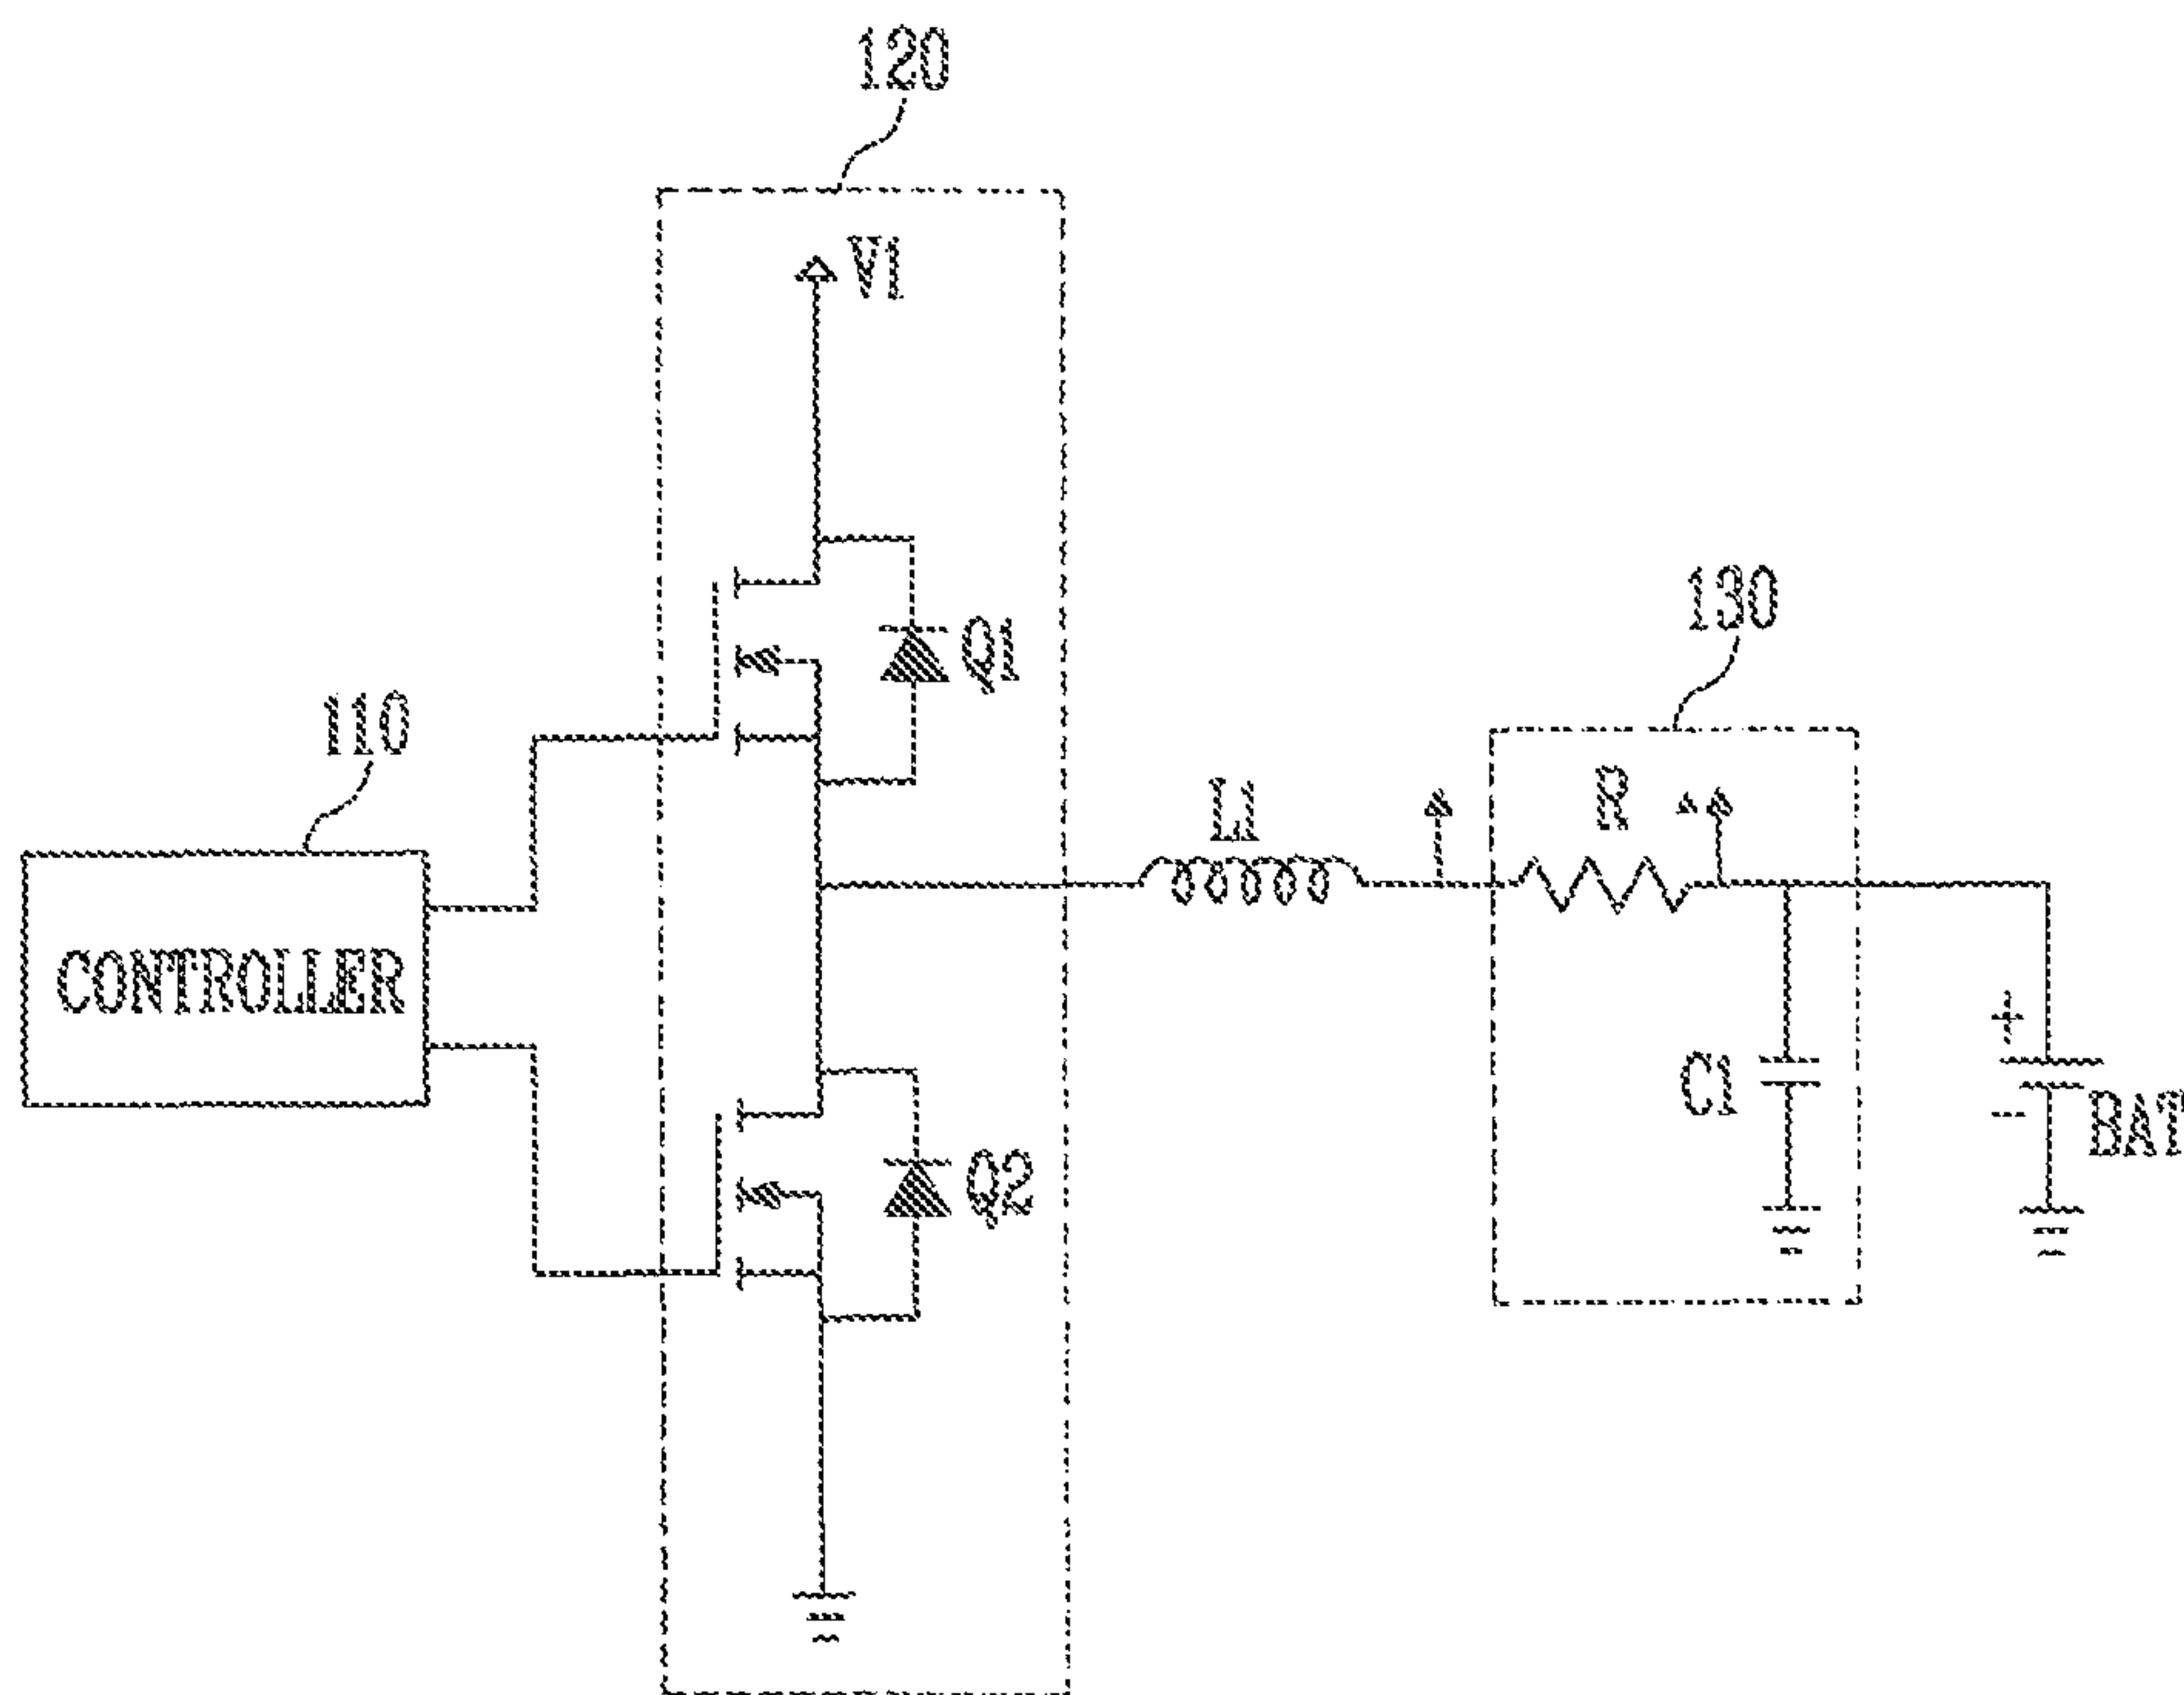 120
V1
Q1
130
110
R
L1
CONTROLLER
+
C1
-
BAT
Q2